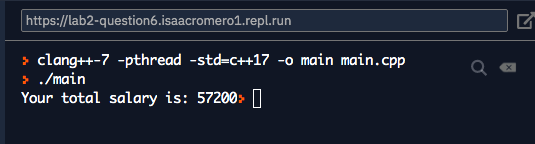 https://lab2-question6.isaacromero1.repl.run
> clang++-7 -pthread -std=c++17 -o main main.cpp
> ./main
Your total salary is: 57200>